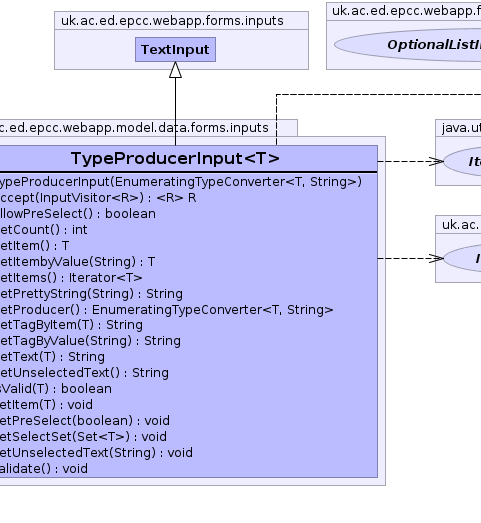 uk.ac.ed.epcc.webapp.forms.inputs
TextInput
uk.ac.ed.epcc.webapp.f
OptionalListI
c.ed.epcc.webapp.model.data.forms.inputs
TypeProducerInput<T>
ypeProducerInput(EnumeratingTypeConverter<T, String>)
ccept(InputVisitor<R>) : <R> R
llowPreSelect() : boolean
etCount() : int
etItem() : T
etItembyValue(String) : T
etItems() : Iterator<T>
etPrettyString(String) : String
etProducer() : EnumeratingTypeConverter<T, String>
etTagByItem(T) : String
etTagByValue(String) : String
etText(T) : String
etUnselectedText() : String
sValid(T) : boolean
etItem(T) : void
etPreSelect(boolean) : void
etSelectSet(Set<T>) : void
etUnselectedText(String) : void
alidate() : void
java.ut
Ite
uk.ac.
I